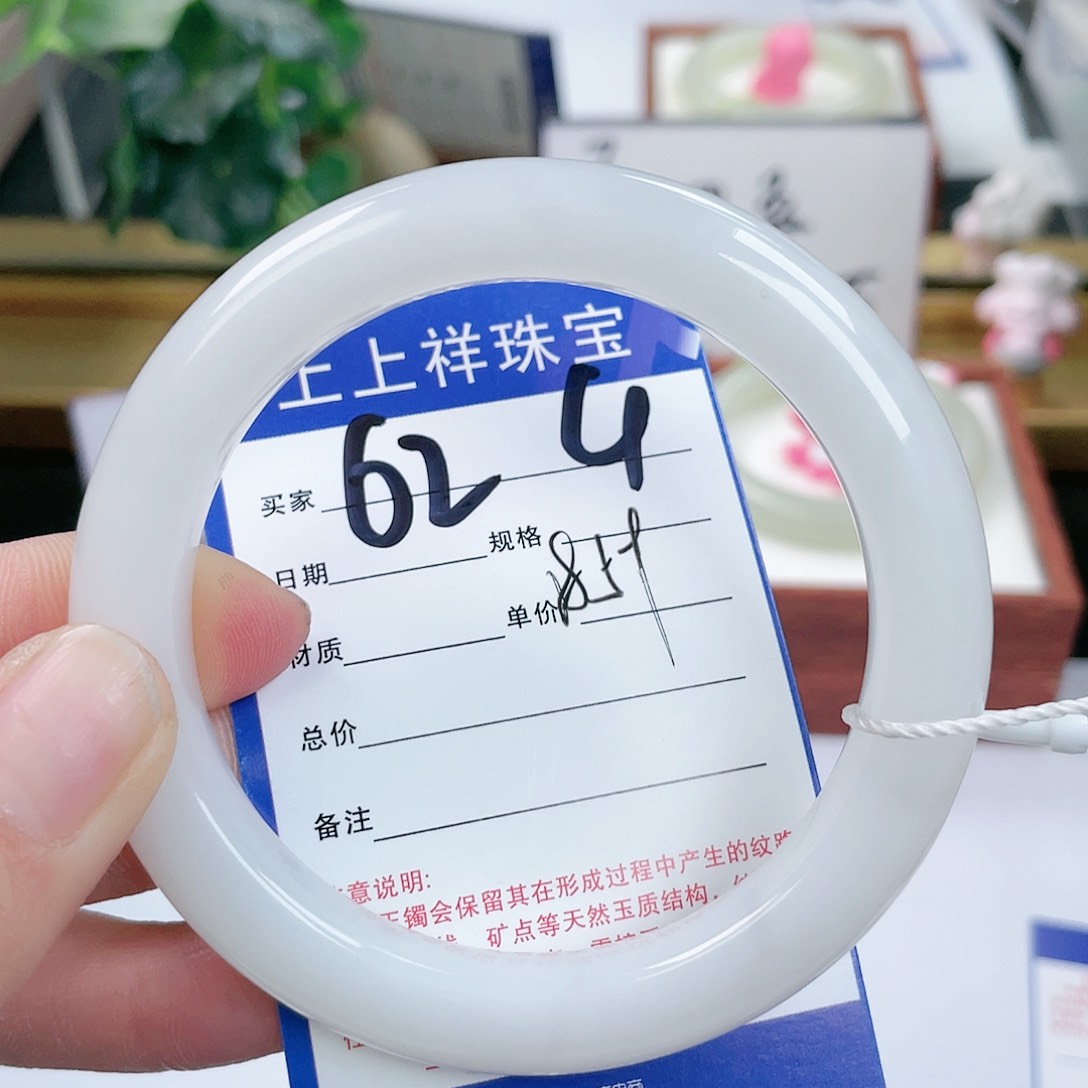 上上祥珠宝
买家 62 4
日期 规格
材质 单价
总价
备注
意说明:
玉镯会保留其在形成过程中产生的纹路
矿点等天然玉质结构,